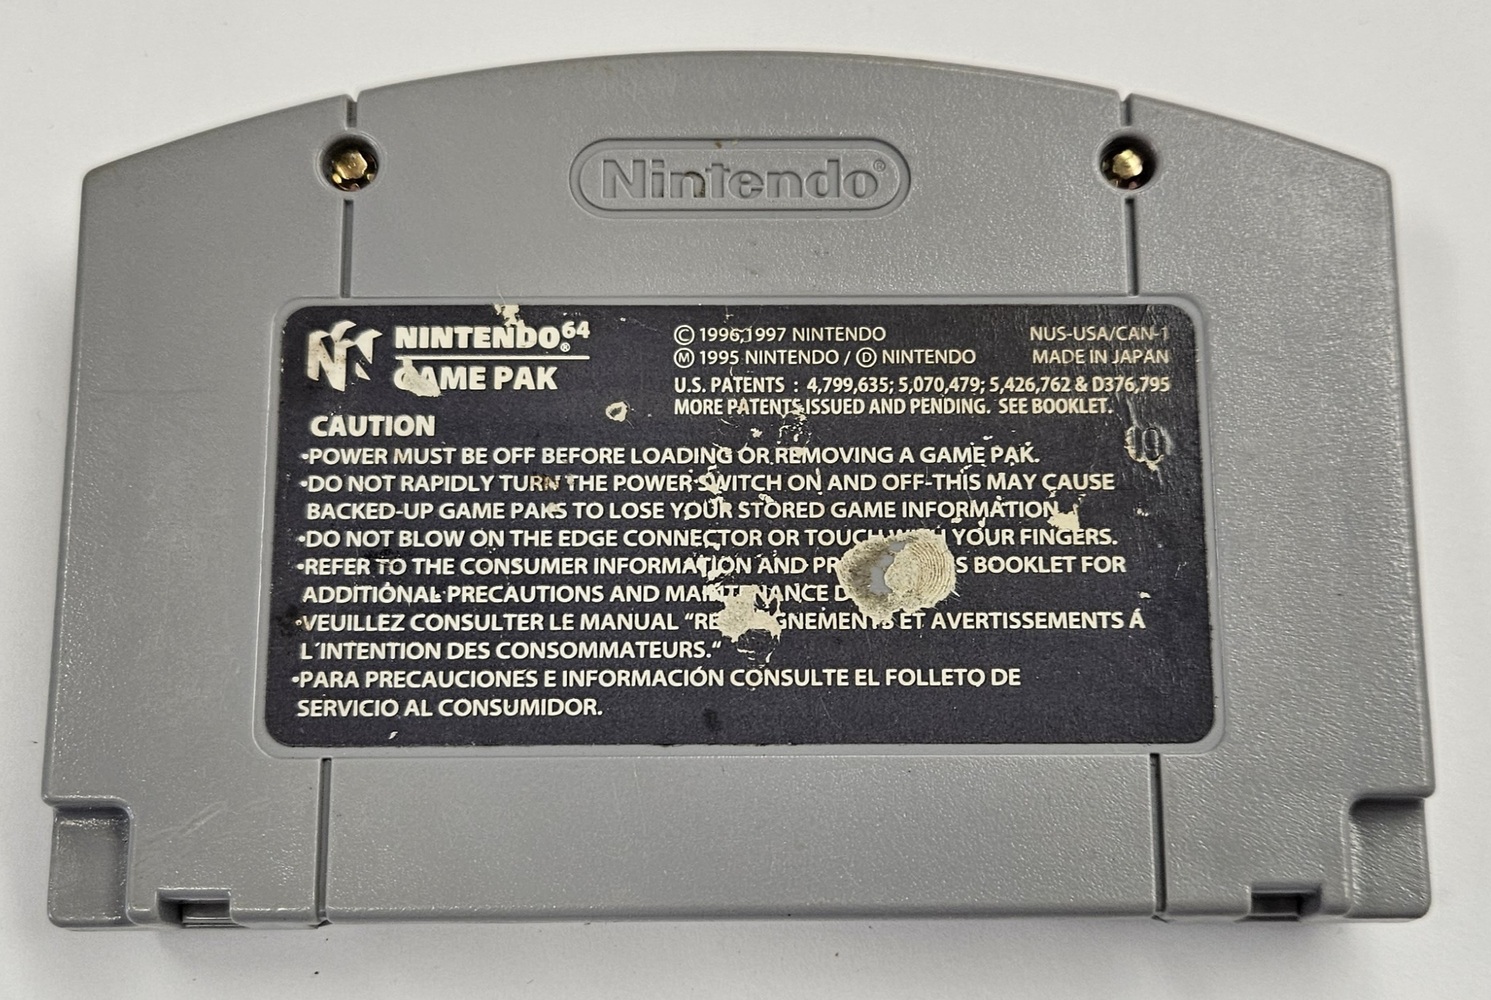 Nintendo®
NINTENDO64®
GAME PAK
© 1996,1997 NINTENDO
Ⓜ 1995 NINTENDO / Ⓓ NINTENDO
NUS-USA/CAN-1
MADE IN JAPAN
U.S. PATENTS : 4,799,635; 5,070,479; 5,426,762 & D376,795
MORE PATENTS ISSUED AND PENDING. SEE BOOKLET.
CAUTION
•POWER MUST BE OFF BEFORE LOADING OR REMOVING A GAME PAK.
•DO NOT RAPIDLY TURN THE POWER SWITCH ON AND OFF-THIS MAY CAUSE
BACKED-UP GAME PAKS TO LOSE YOUR STORED GAME INFORMATION.
•DO NOT BLOW ON THE EDGE CONNECTOR OR TOUCH WITH YOUR FINGERS.
•REFER TO THE CONSUMER INFORMATION AND BOOKLET FOR
ADDITIONAL PRECAUTIONS AND MAINTENANCE
•VEUILLEZ CONSULTER LE MANUAL “RENSEIGNEMENTS ET AVERTISSEMENTS À
L´INTENTION DES CONSOMMATEURS.“
•PARA PRECAUCIONES E INFORMACIÓN CONSULTE EL FOLLETO DE
SERVICIO AL CONSUMIDOR.